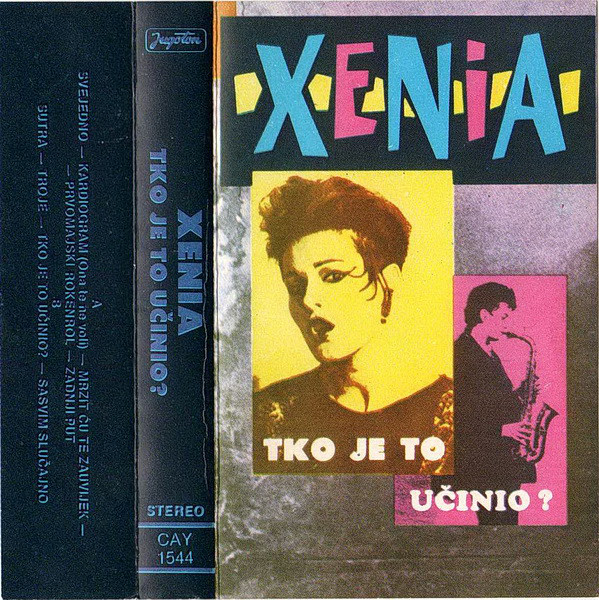 A
SVEJEDNO — KARDIOGRAM (Ona te ne voli) — MRZIT ĆU TE ZAUVIJEK —
— PRVOMAJSKI ROKENROL — ZADNJI PUT
B
SUTRA — TROJE — TKO JE TO UČINIO? — SASVIM SLUČAJNO
Jugoton
XENIA
TKO JE TO UČINIO?
STEREO
CAY
1544
XENiA
TKO JE TO
UČINIO?